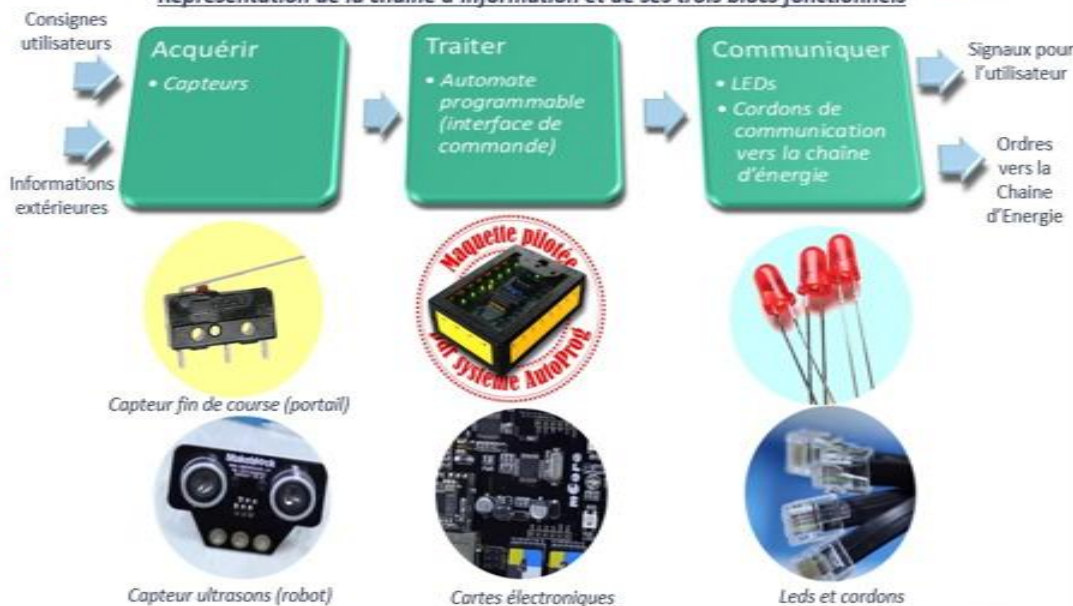 Représentation de la chaîne d'information et de ses trois blocs fonctionnels
Consignes
utilisateurs
Informations
extérieures
Acquérir
• Capteurs
Traiter
• Automate
programmable
(interface de
commande)
Communiquer
• LEDs
• Cordons de
communication
vers la chaîne
d'énergie
Signaux pour
l'utilisateur
Ordres
vers la
Chaine
d'Energie
Maquette pilotée
par système AutoProg
Capteur fin de course (portail)
Makeblock
mCore
Capteur ultrasons (robot)
Cartes électroniques
Leds et cordons